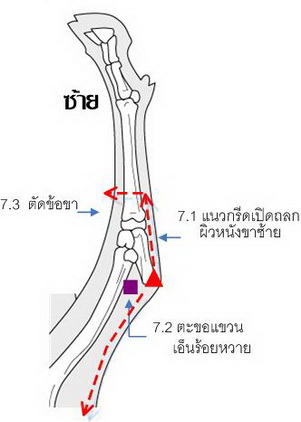 ซ้าย
7.3 ตัดข้อขา
7.1 แนวกรีดเปิดถลก
ผิวหนังขาซ้าย
7.2 ตะขอแขวน
เอ็นร้อยหวาย